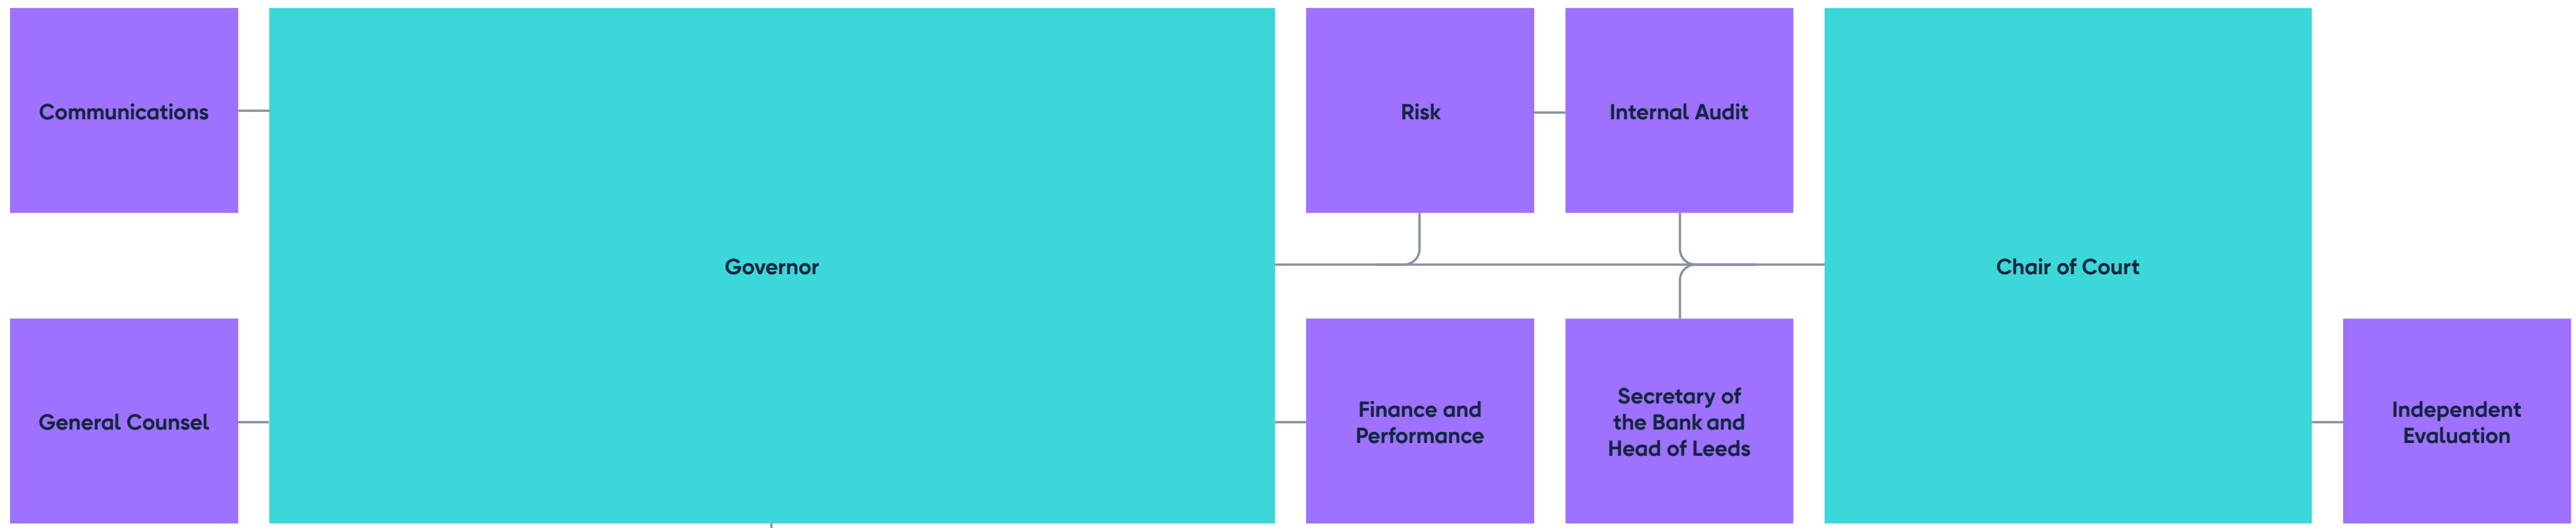 Communications
Governor
General Counsel
Risk
Internal Audit
Finance and
Performance
Secretary of
the Bank and
Head of Leeds
Chair of Court
Independent
Evaluation